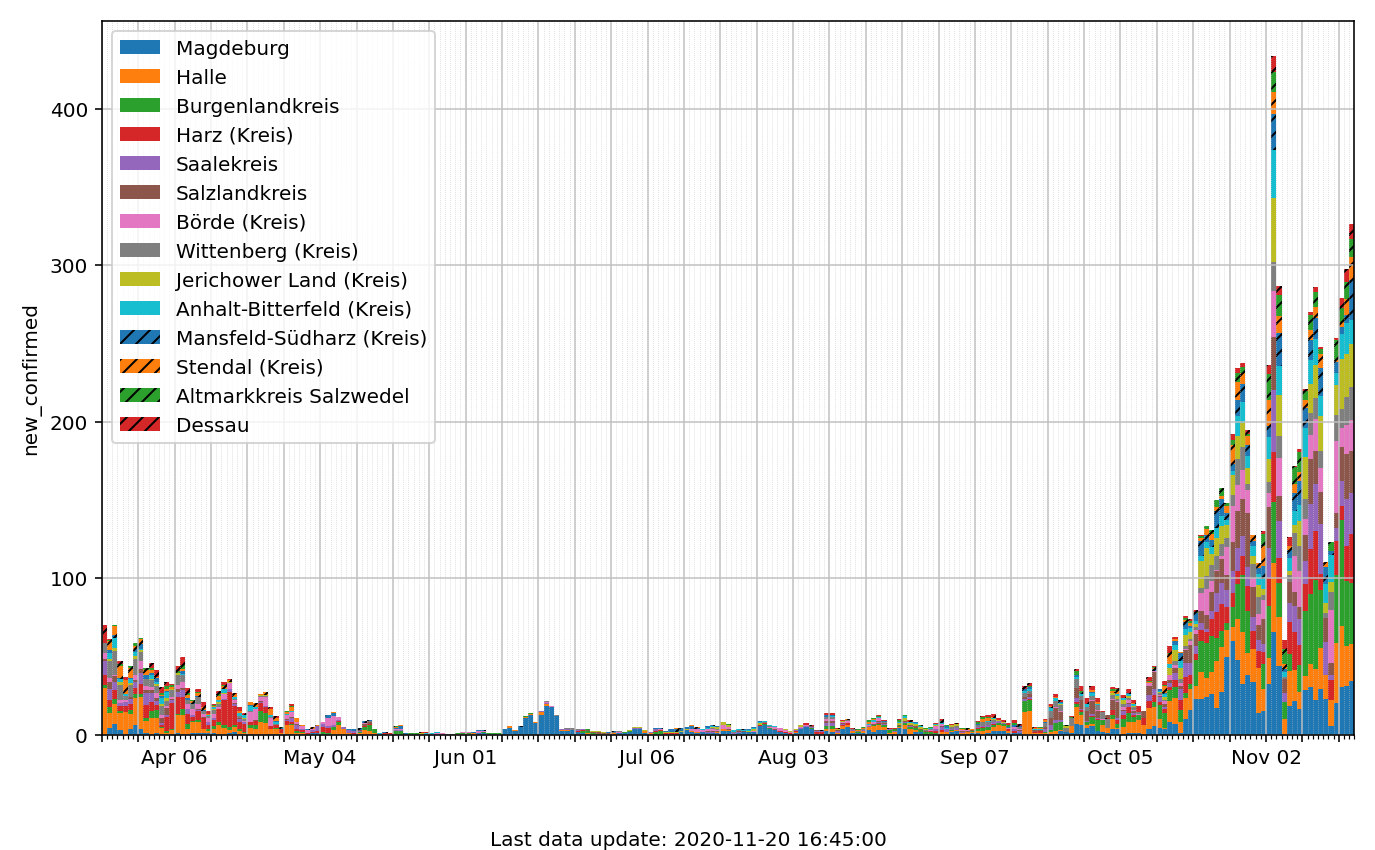 new_confirmed
400
300
200
100
0
Magdeburg
Halle
Burgenlandkreis
Harz (Kreis)
Saalekreis
Salzlandkreis
Börde (Kreis)
Wittenberg (Kreis)
Jerichower Land (Kreis)
Anhalt-Bitterfeld (Kreis)
Mansfeld-Südharz (Kreis)
Stendal (Kreis)
Altmarkkreis Salzwedel
Dessau
Apr 06 May 04 Jun 01 Jul 06 Aug 03 Sep 07 Oct 05 Nov 02
Last data update: 2020-11-20 16:45:00